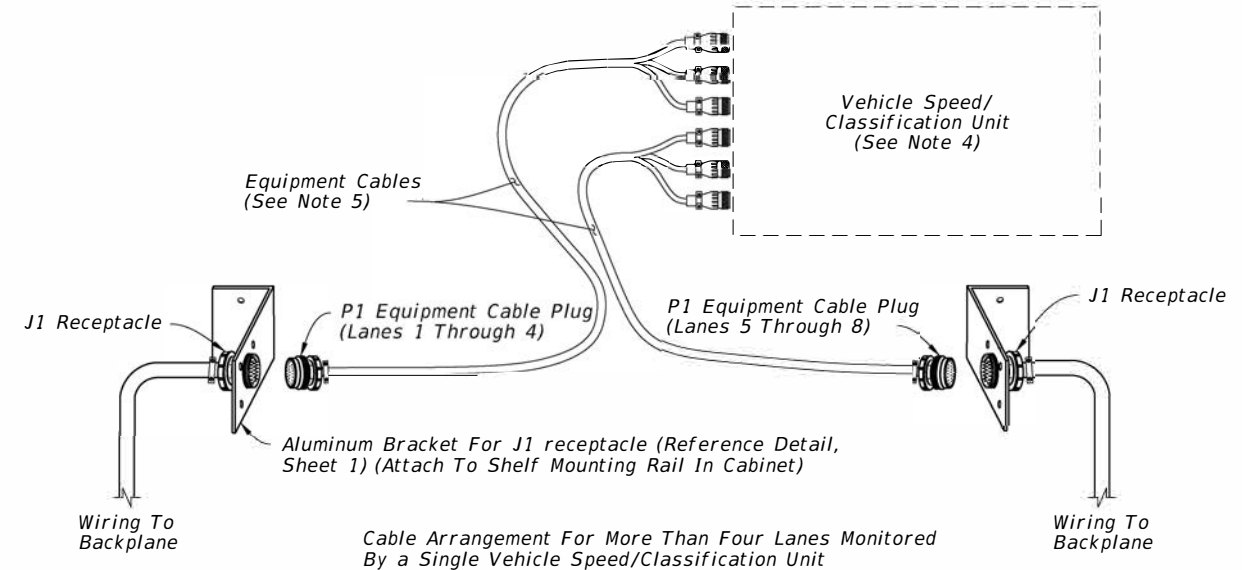 Vehicle Speed/
Classification Unit
(See Note 4)
Equipment Cables
(See Note 5)
J1 Receptacle
P1 Equipment Cable Plug
(Lanes 1 Through 4)
P1 Equipment Cable Plug
(Lanes 5 Through 8)
J1 Receptacle
Aluminum Bracket For J1 receptacle (Reference Detail,
Sheet 1) (Attach To Shelf Mounting Rail In Cabinet)
Wiring To
Backplane
Cable Arrangement For More Than Four Lanes Monitored
By a Single Vehicle Speed/Classification Unit
Wiring To
Backplane